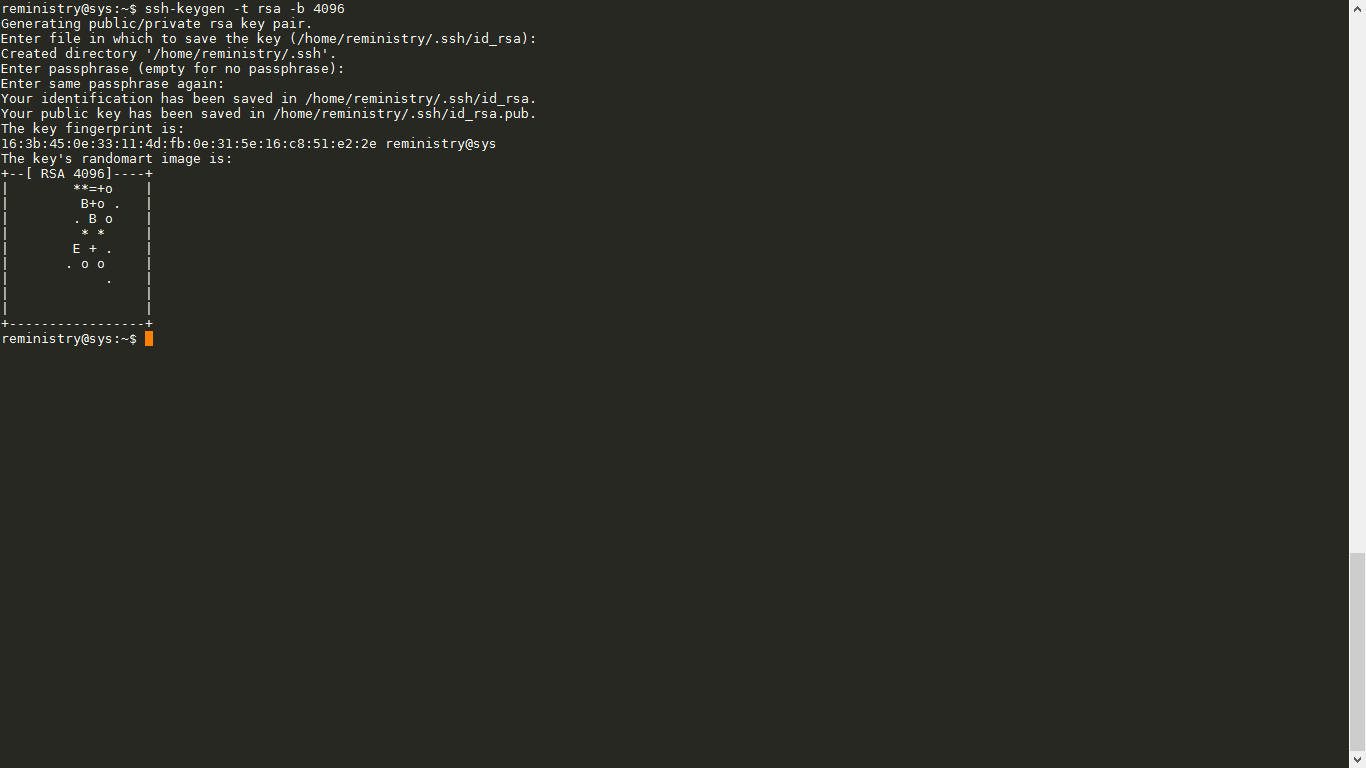 reministry@sys:~$ ssh-keygen -t rsa -b 4096
Generating public/private rsa key pair.
Enter file in which to save the key (/home/reministry/.ssh/id_rsa):
Created directory '/home/reministry/.ssh'.
Enter passphrase (empty for no passphrase):
Enter same passphrase again:
Your identification has been saved in /home/reministry/.ssh/id_rsa.
Your public key has been saved in /home/reministry/.ssh/id_rsa.pub.
The key fingerprint is:
16:3b:45:0e:33:11:4d:fb:0e:31:5e:16:c8:51:e2:2e reministry@sys
The key's randomart image is:
+--[ RSA 4096]----+
|        **=+o    |
|         B+o .   |
|        . B o    |
|         * *     |
|        E + .    |
|       . o o     |
|            .    |
|                 |
|                 |
+-----------------+
reministry@sys:~$